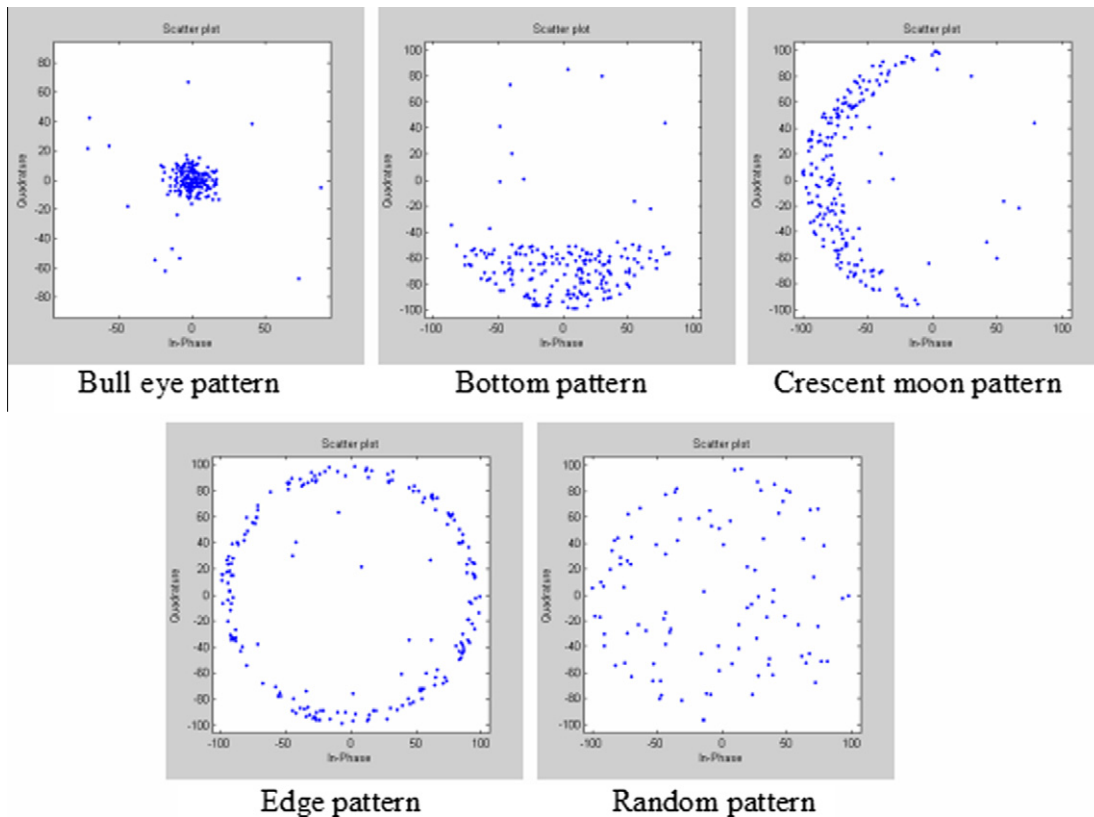 Scatter plot
80
60
40
20
0
-20
-40
-60
-80
Quadrature
-50 0 50
In-Phase
Bull eye pattern
Scatter plot
100
80
60
40
20
0
-20
-40
-60
-80
-100
Quadrature
-100 -50 0 50 100
In-Phase
Bottom pattern
Scatter plot
100
80
60
40
20
0
-20
-40
-60
-80
-100
Quadrature
-100 -50 0 50 100
In-Phase
Crescent moon pattern
Scatter plot
100
80
60
40
20
0
-20
-40
-60
-80
-100
Quadrature
-100 -50 0 50 100
In-Phase
Edge pattern
Scatter plot
100
80
60
40
20
0
-20
-40
-60
-80
-100
Quadrature
-100 -50 0 50 100
In-Phase
Random pattern